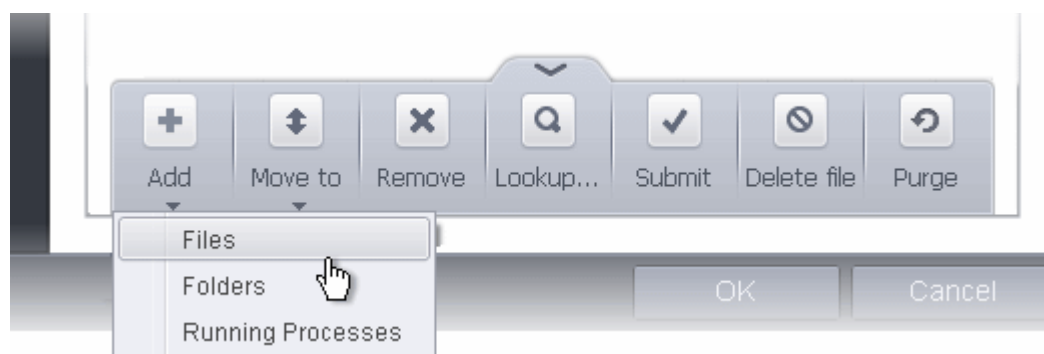 Add Move to Remove Lookup... Submit Delete file Purge
Files
Folders
OK Cancel
Running Processes